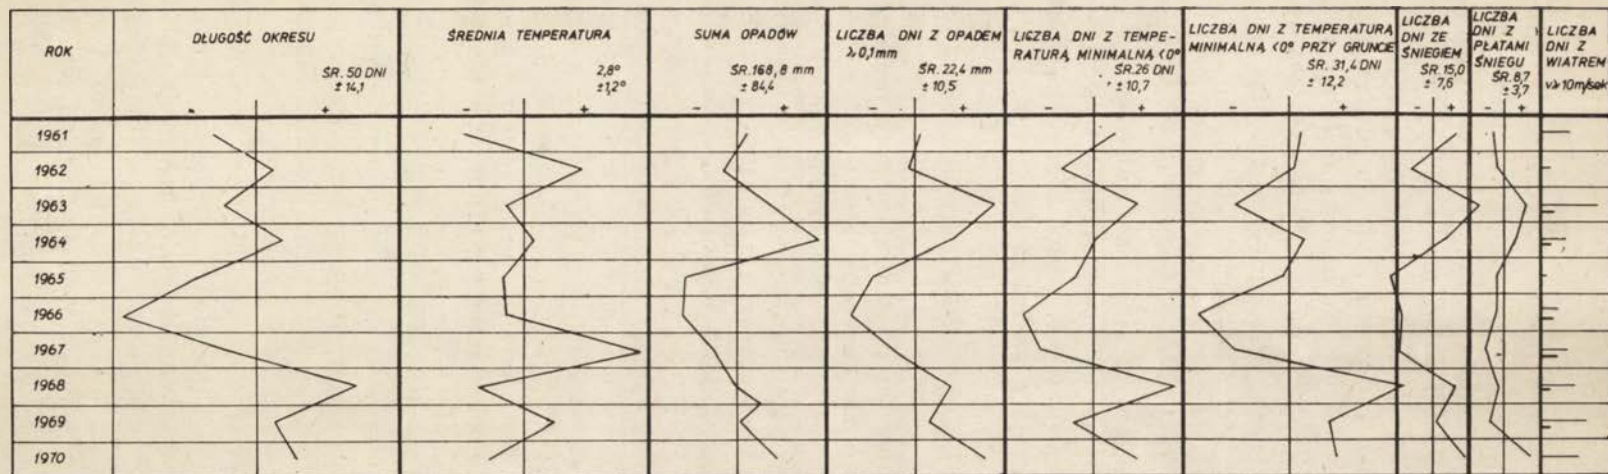 ROK
DŁUGOŚĆ OKRESU
ŚR. 50 DNI
± 14,1
- +
ŚREDNIA TEMPERATURA
2,8°
±1,2°
- +
SUMA OPADÓW
ŚR. 168,8 mm
± 84,4
- +
LICZBA DNI Z OPADEM
≥ 0,1mm
ŚR. 22,4 mm
± 10,5
- +
LICZBA DNI Z TEMPE-
RATURĄ MINIMALNĄ <0°
ŚR.26 DNI
± 10,7
- +
LICZBA DNI Z TEMPERATURĄ
MINIMALNĄ <0° PRZY GRUNCIE
ŚR. 31,4 DNI
± 12,2
- +
LICZBA
DNI ZE
ŚNIEGIEM
ŚR. 15,0
± 7,6
- +
LICZBA
DNI Z
PŁATAMI
ŚNIEGU
ŚR. 8,7
± 3,7
- +
LICZBA
DNI Z
WIATREM
v≥10m/sek
1961
1962
1963
1964
1965
1966
1967
1968
1969
1970